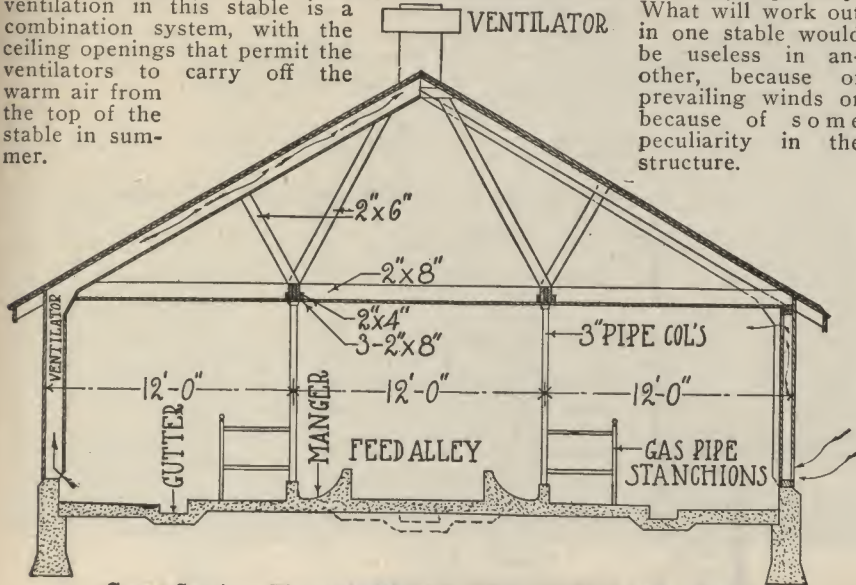 ventilation in this stable is a
combination system, with the
ceiling openings that permit the
ventilators to carry off the
warm air from
the top of the
stable in sum-
mer.
VENTILATOR
What will work out
in one stable would
be useless in an-
other, because of
prevailing winds or
because of some
peculiarity in the
structure.
2"x6"
2"x8"
2"x4"
3-2"x8"
3" PIPE COL'S
VENTILATOR
12'-0"
12'-0"
12'-0"
GUTTER
MANGER
FEED ALLEY
GAS PIPE
STANCHIONS